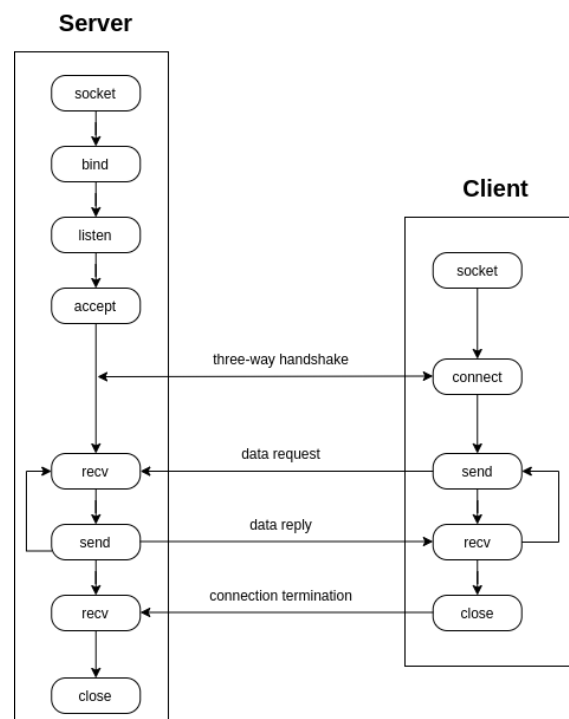 Server
socket
bind
listen
accept
Client
socket
three-way handshake
connect
recv
data request
send
send
data reply
recv
recv
connection termination
close
close